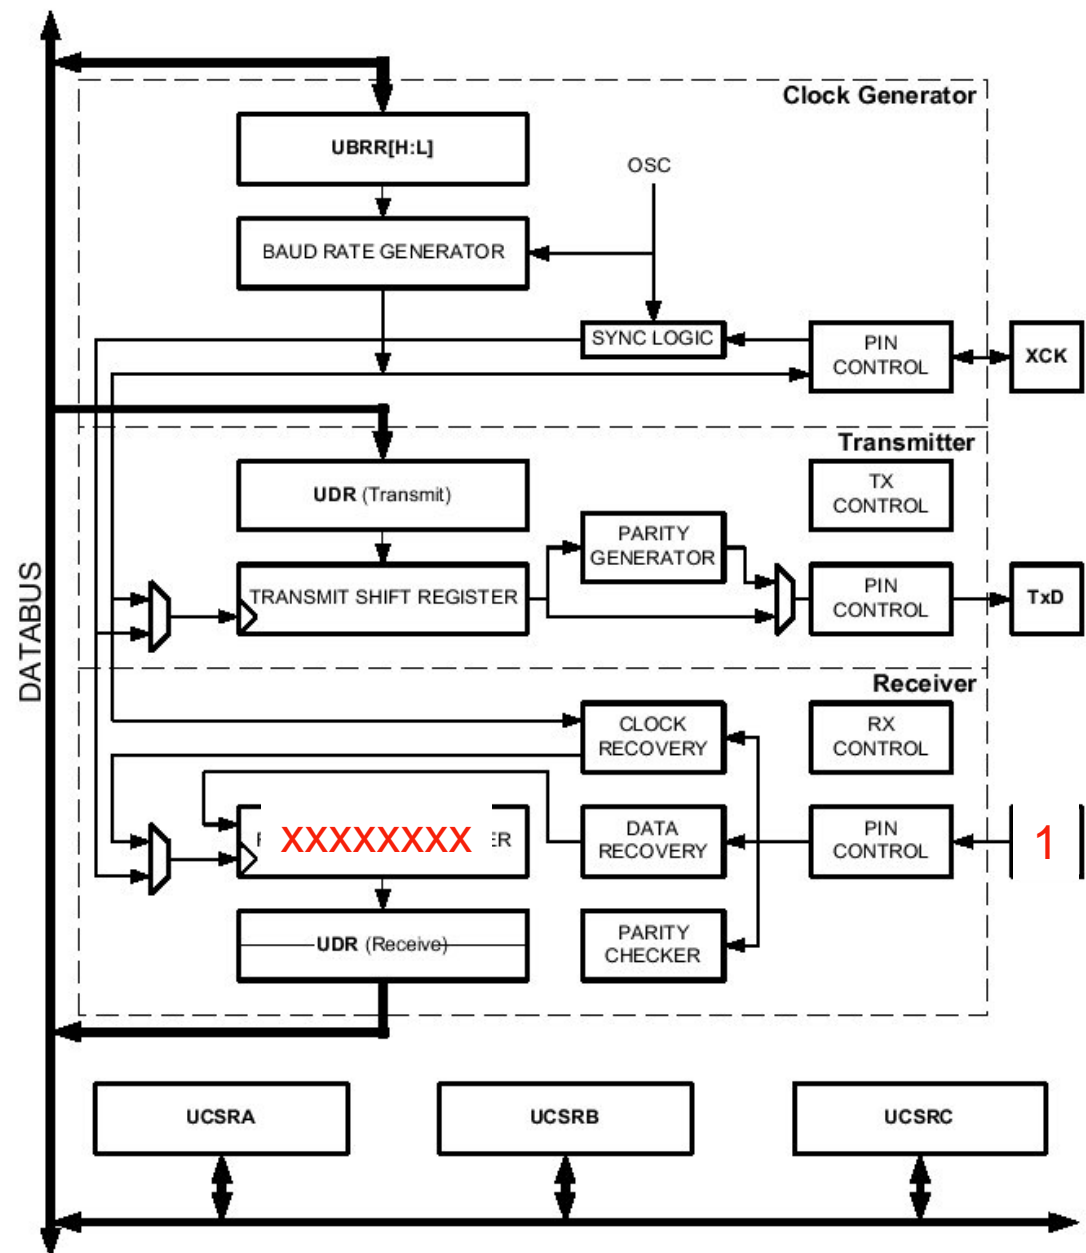 Clock Generator
UBRR[H:L]
OSC
BAUD RATE GENERATOR
SYNC LOGIC
PIN
CONTROL
XCK
Transmitter
UDR (Transmit)
TX
CONTROL
PARITY
GENERATOR
TRANSMIT SHIFT REGISTER
PIN
CONTROL
TxD
DATABUS
Receiver
CLOCK
RECOVERY
RX
CONTROL
XXXXXXXX
ER
DATA
RECOVERY
PIN
CONTROL
1
UDR (Receive)
PARITY
CHECKER
UCSRA
UCSRB
UCSRC